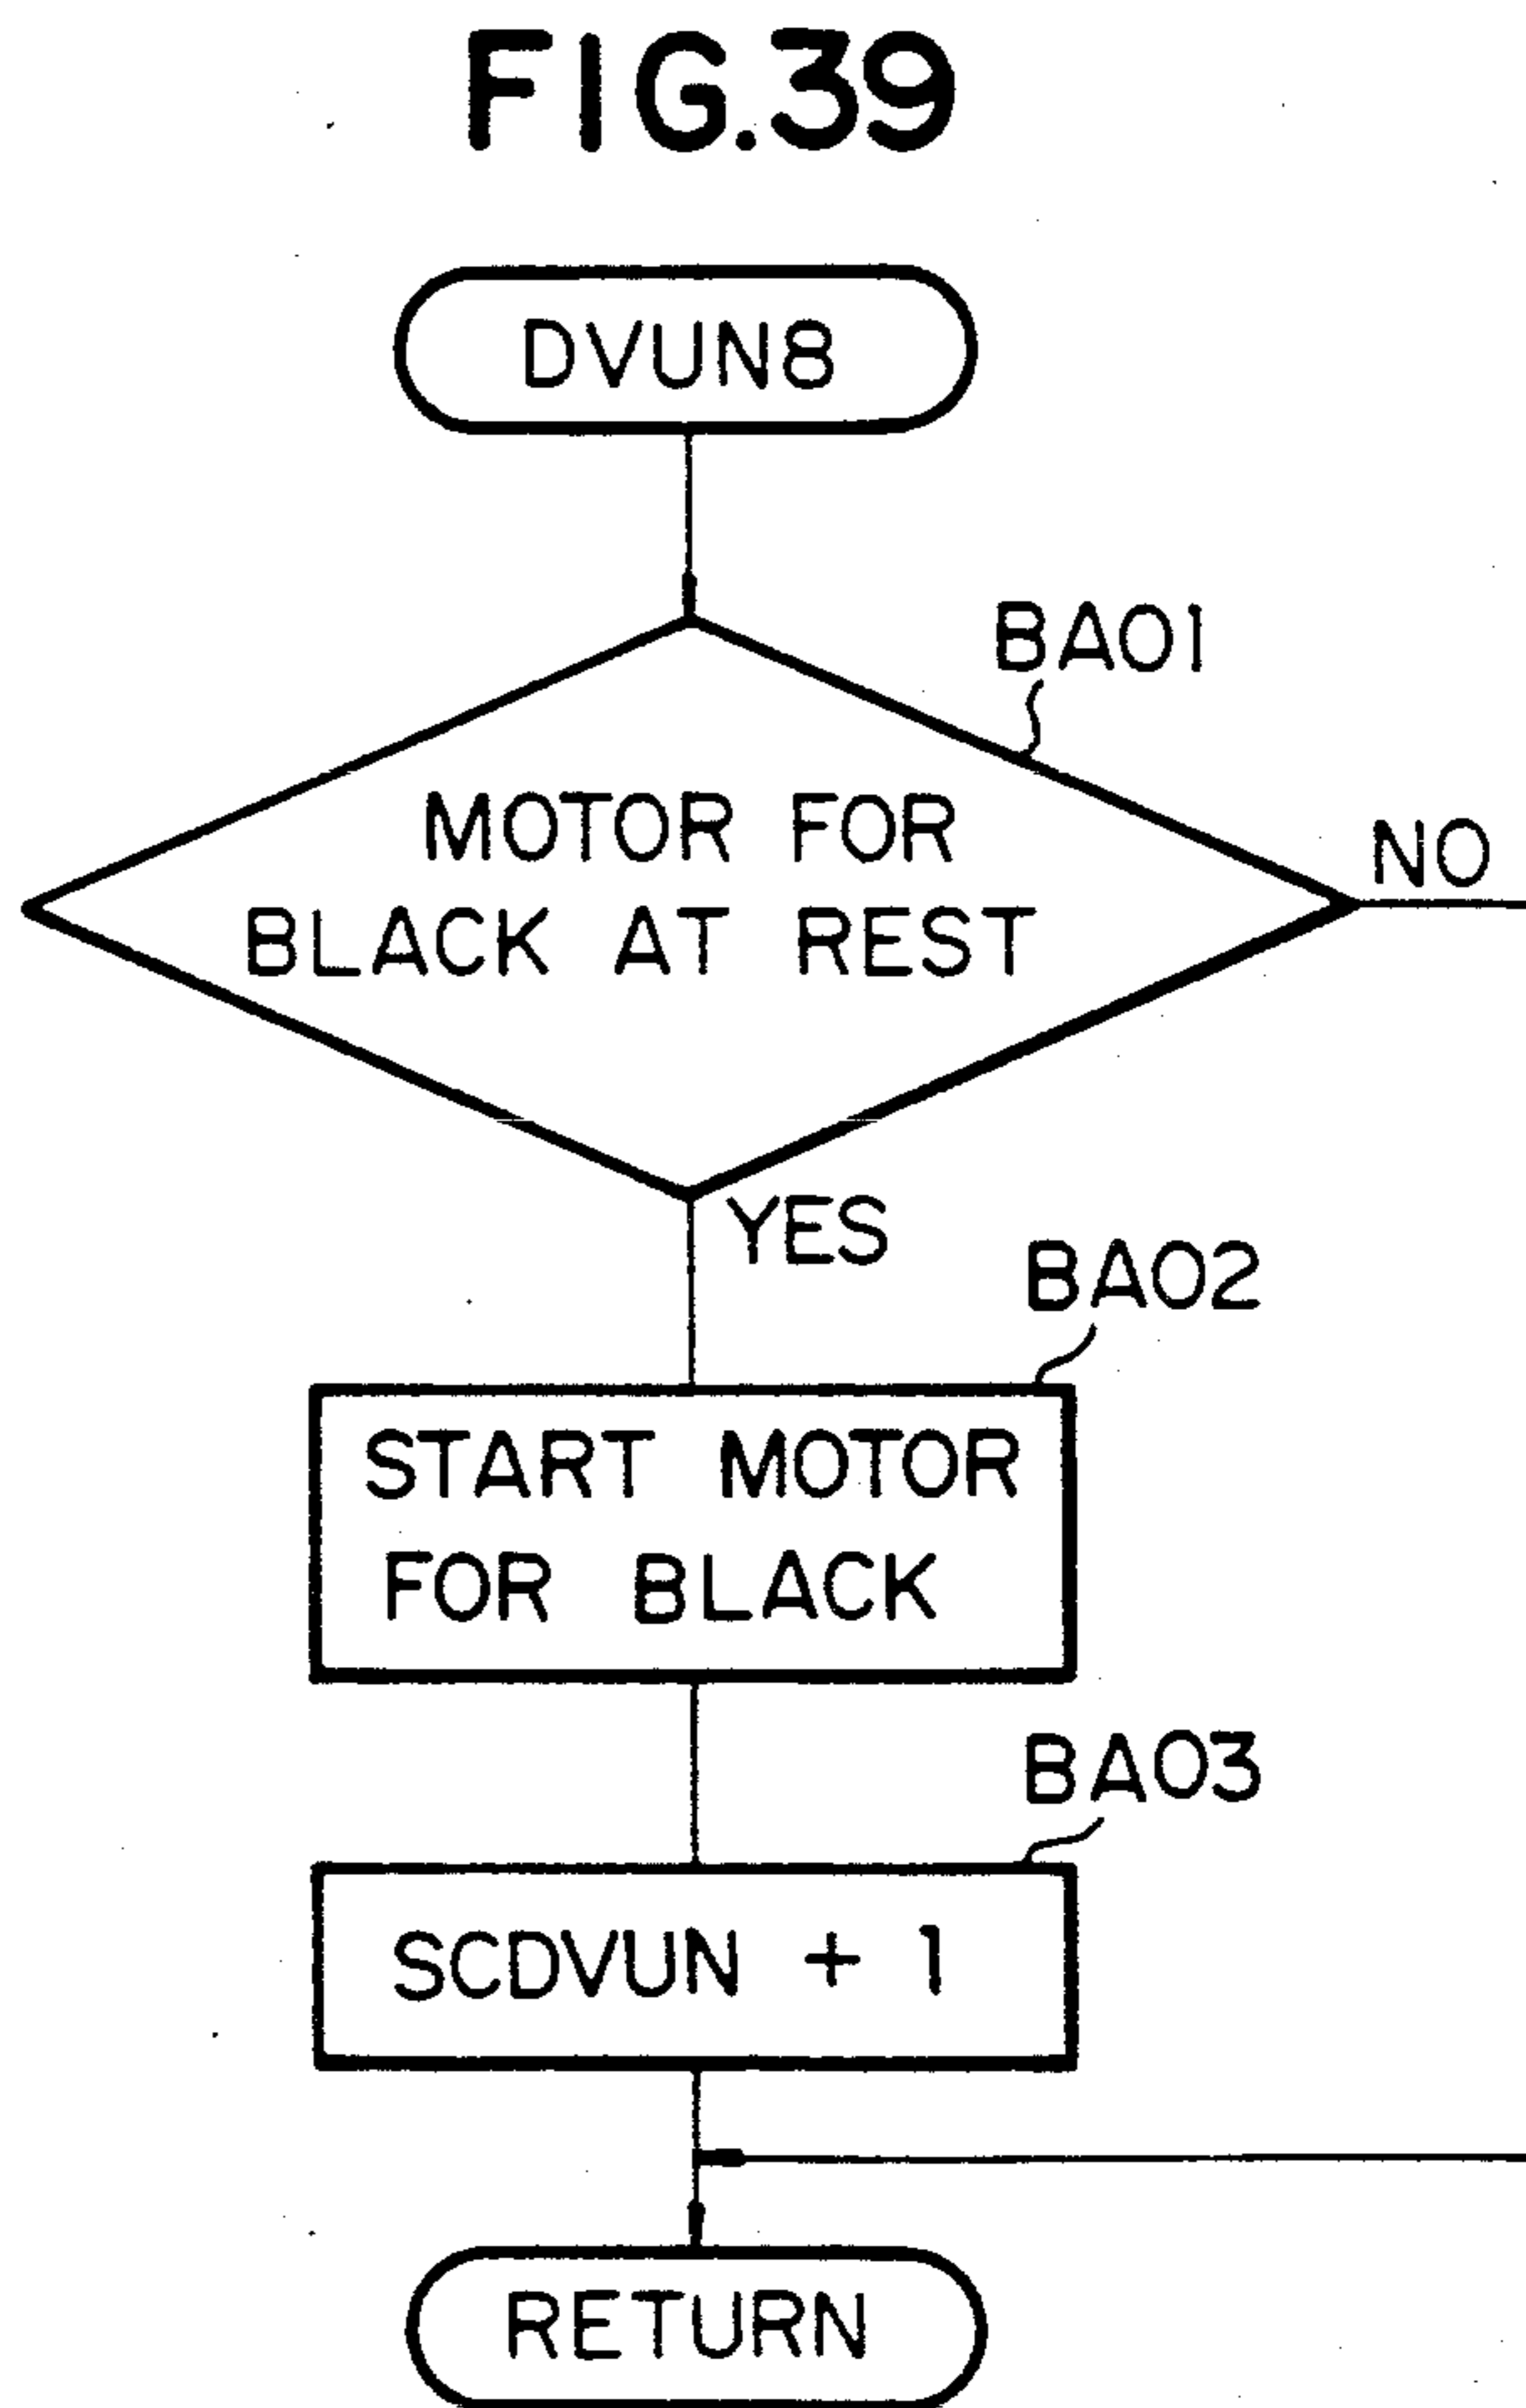 FIG.39
DVUN8
BA01
MOTOR FOR
BLACK AT REST
NO
YES
BA02
START MOTOR
FOR BLACK
BA03
SCDVUN + 1
RETURN